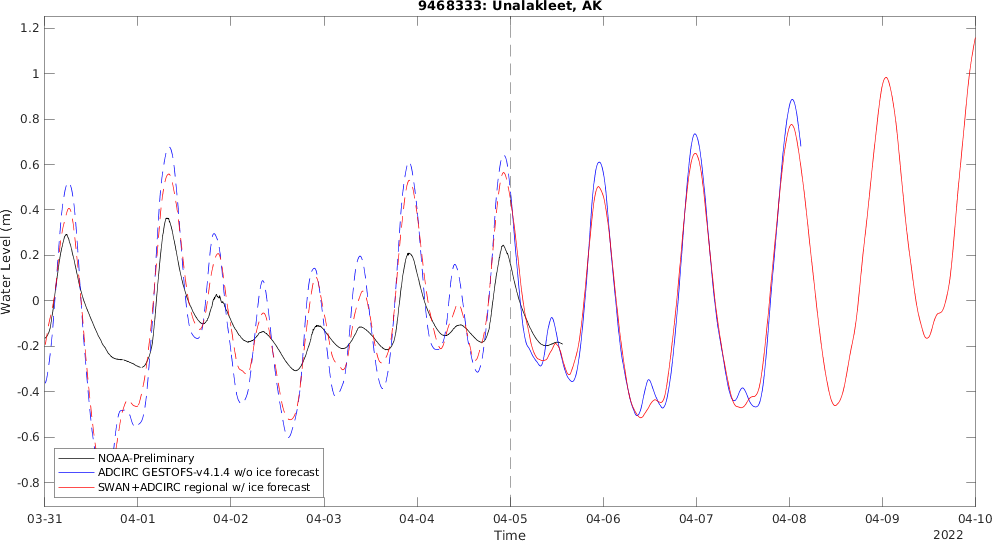 9468333: Unalakleet, AK
Water Level (m)
1.2
1
0.8
0.6
0.4
0.2
0
-0.2
-0.4
-0.6
-0.8
NOAA-Preliminary
ADCIRC GESTOFS-v4.1.4 w/o ice forecast
SWAN+ADCIRC regional w/ ice forecast
03-31 04-01 04-02 04-03 04-04 04-05 04-06 04-07 04-08 04-09 04-10
Time
2022